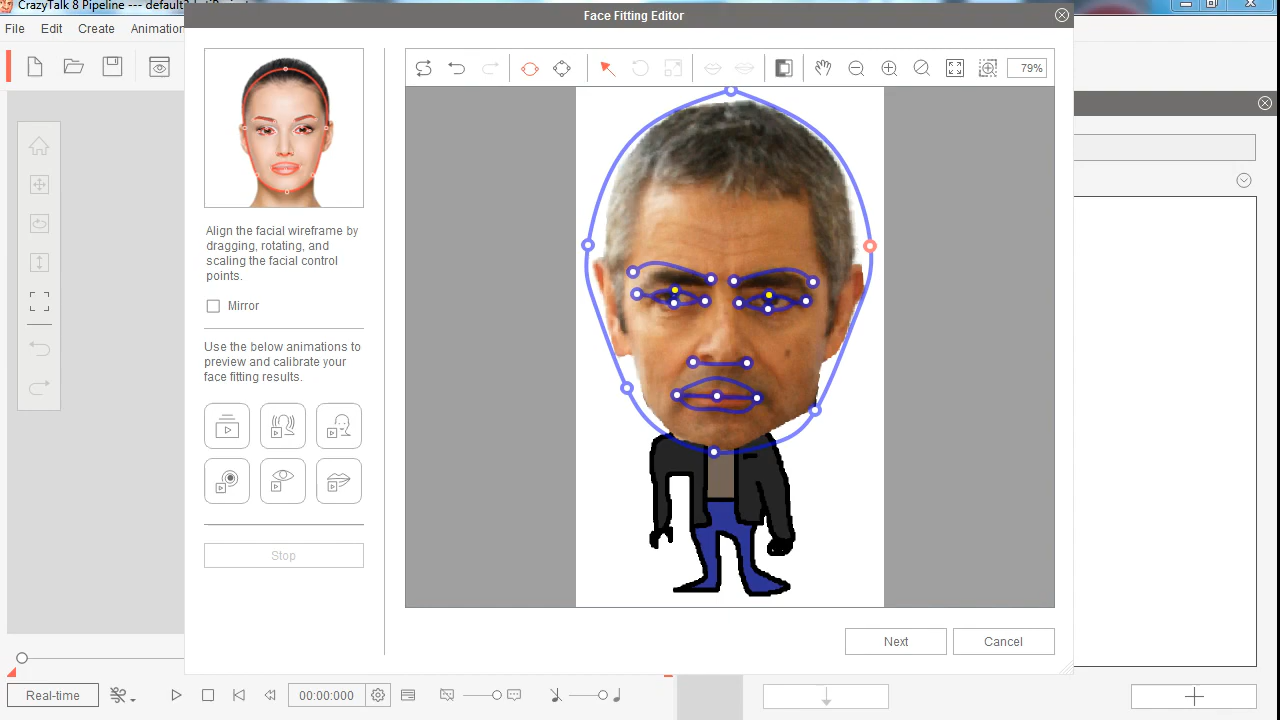 CrazyTalk 8 Pipeline --- default2.
Face Fitting Editor
File Edit Create Animation
79%
Align the facial wireframe by
dragging, rotating, and
scaling the facial control
points.
Mirror
Use the below animations to
preview and calibrate your
face fitting results.
Stop
Next Cancel
Real-time 00:00:000